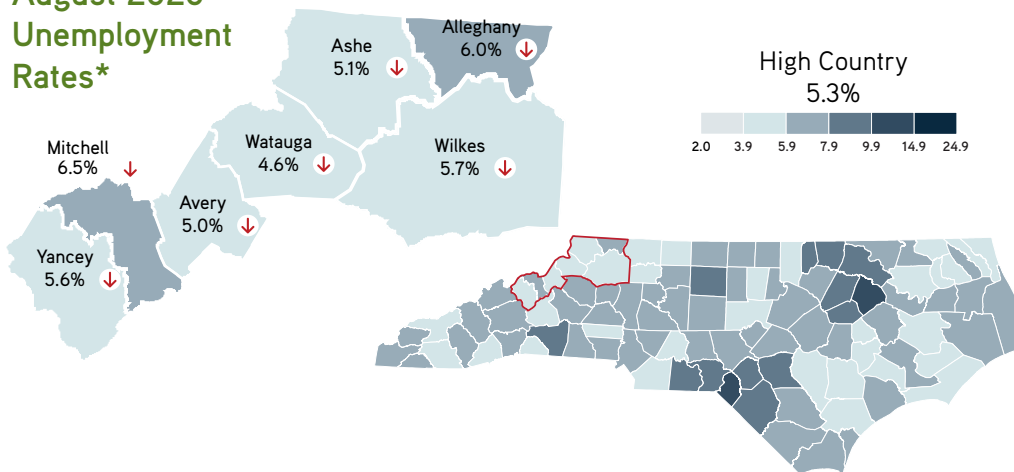 Unemployment
Rates*
Ashe
5.1%
Alleghany
6.0%
Watauga
4.6%
Wilkes
5.7%
Mitchell
6.5%
Avery
5.0%
Yancey
5.6%
High Country
5.3%
2.0 3.9 5.9 7.9 9.9 14.9 24.9